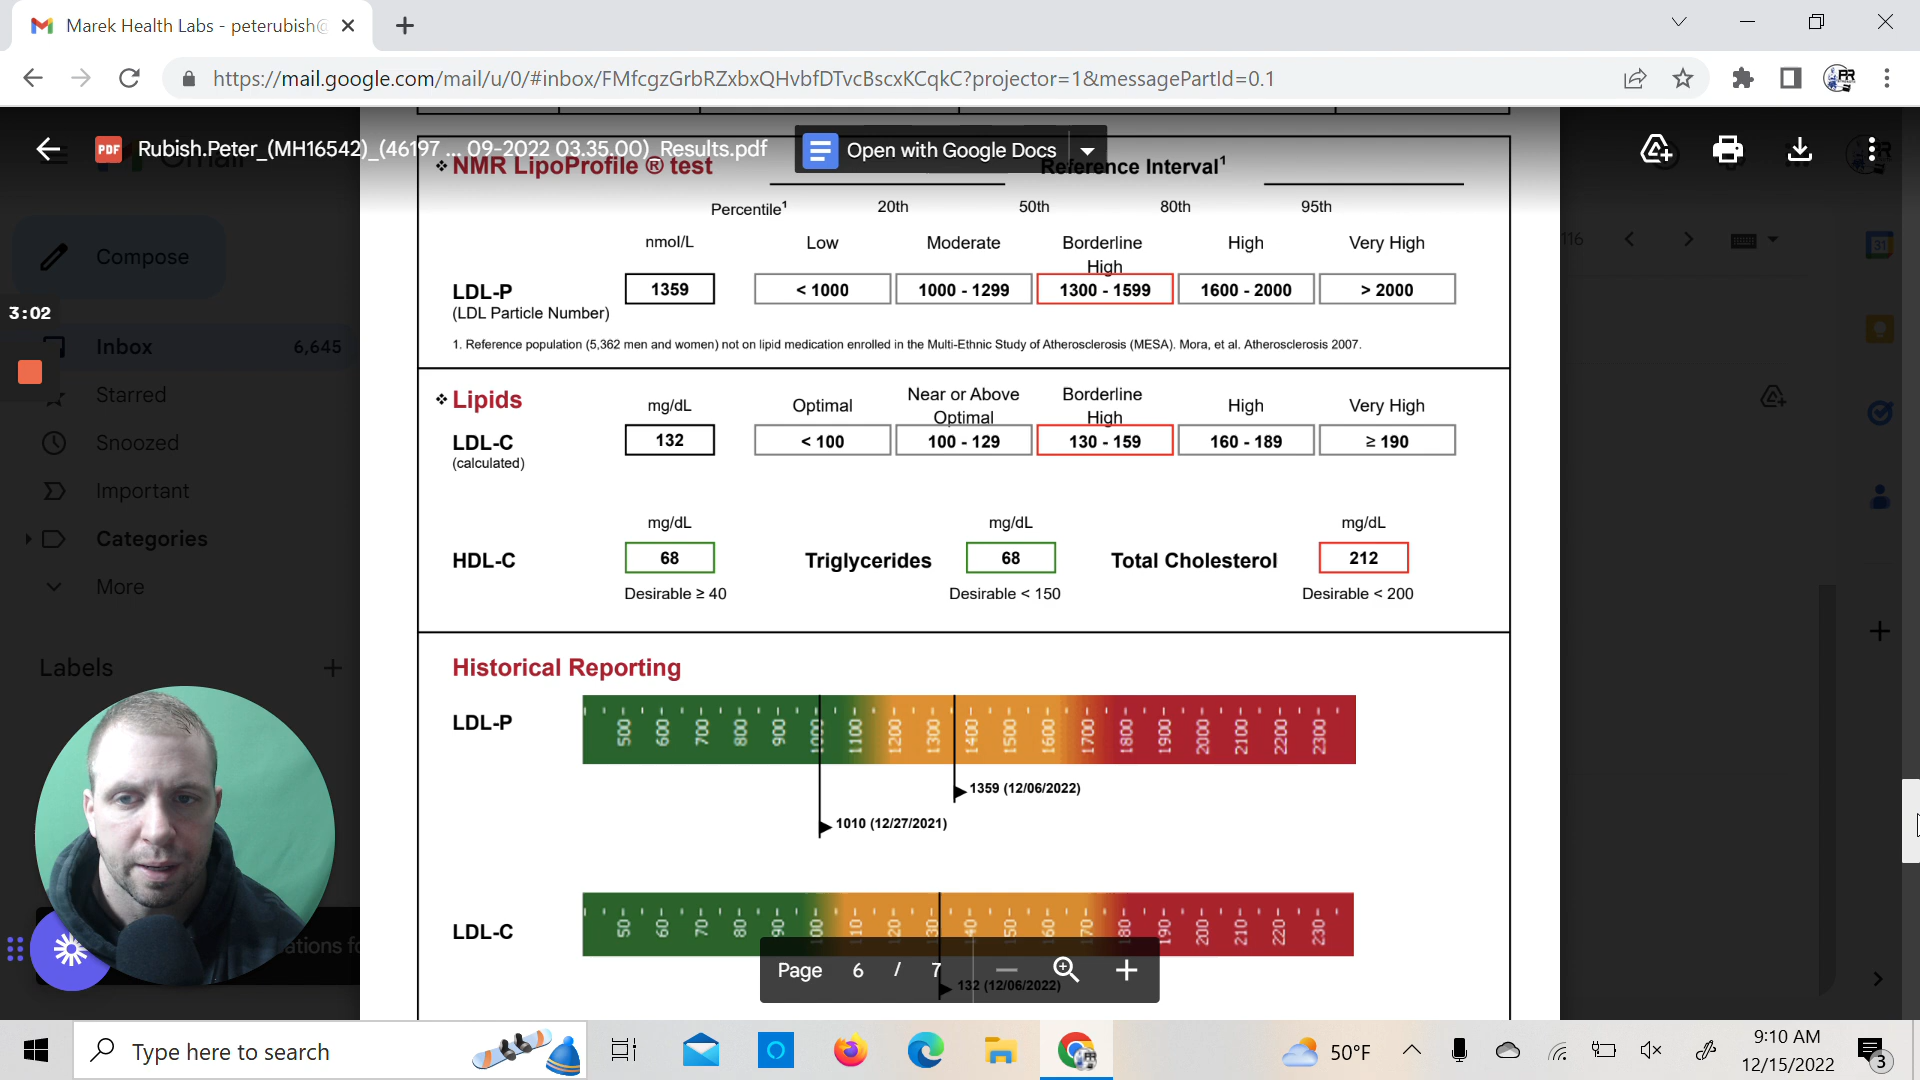 Marek Health Labs - peterubish@
https://mail.google.com/mail/u/0/#inbox/FMfcgzGrbRZxbxQHvbfDTvcBscxKCqkC?projector=1&messagePartId=0.1
PDF Rubish.Peter_(MH16542)_(46197 ... 09-2022 03.35.00)_Results.pdf
Open with Google Docs
❖ NMR LipoProfile ® test
Reference Interval¹
Percentile¹ 20th 50th 80th 95th
nmol/L Low Moderate Borderline High High Very High
LDL-P 1359 < 1000 1000 - 1299 1300 - 1599 1600 - 2000 > 2000
(LDL Particle Number)
1. Reference population (5,362 men and women) not on lipid medication enrolled in the Multi-Ethnic Study of Atherosclerosis (MESA). Mora, et al. Atherosclerosis 2007.
❖ Lipids
mg/dL Optimal Near or Above Optimal Borderline High High Very High
LDL-C 132 < 100 100 - 129 130 - 159 160 - 189 ≥ 190
(calculated)
mg/dL mg/dL mg/dL
HDL-C 68 Triglycerides 68 Total Cholesterol 212
Desirable ≥ 40 Desirable < 150 Desirable < 200
Historical Reporting
LDL-P
500 600 700 800 900 1000 1100 1200 1300 1400 1500 1600 1700 1800 1900 2000 2100 2200 2300
1359 (12/06/2022)
1010 (12/27/2021)
LDL-C
50 60 70 80 90 100 110 120 130 140 150 160 170 180 190 200 210 220 230
132 (12/06/2022)
Page 6 / 7
Compose
3:02
Inbox 6,645
Starred
Snoozed
Important
Categories
More
Labels
116
31
Type here to search
50°F
9:10 AM
12/15/2022
3